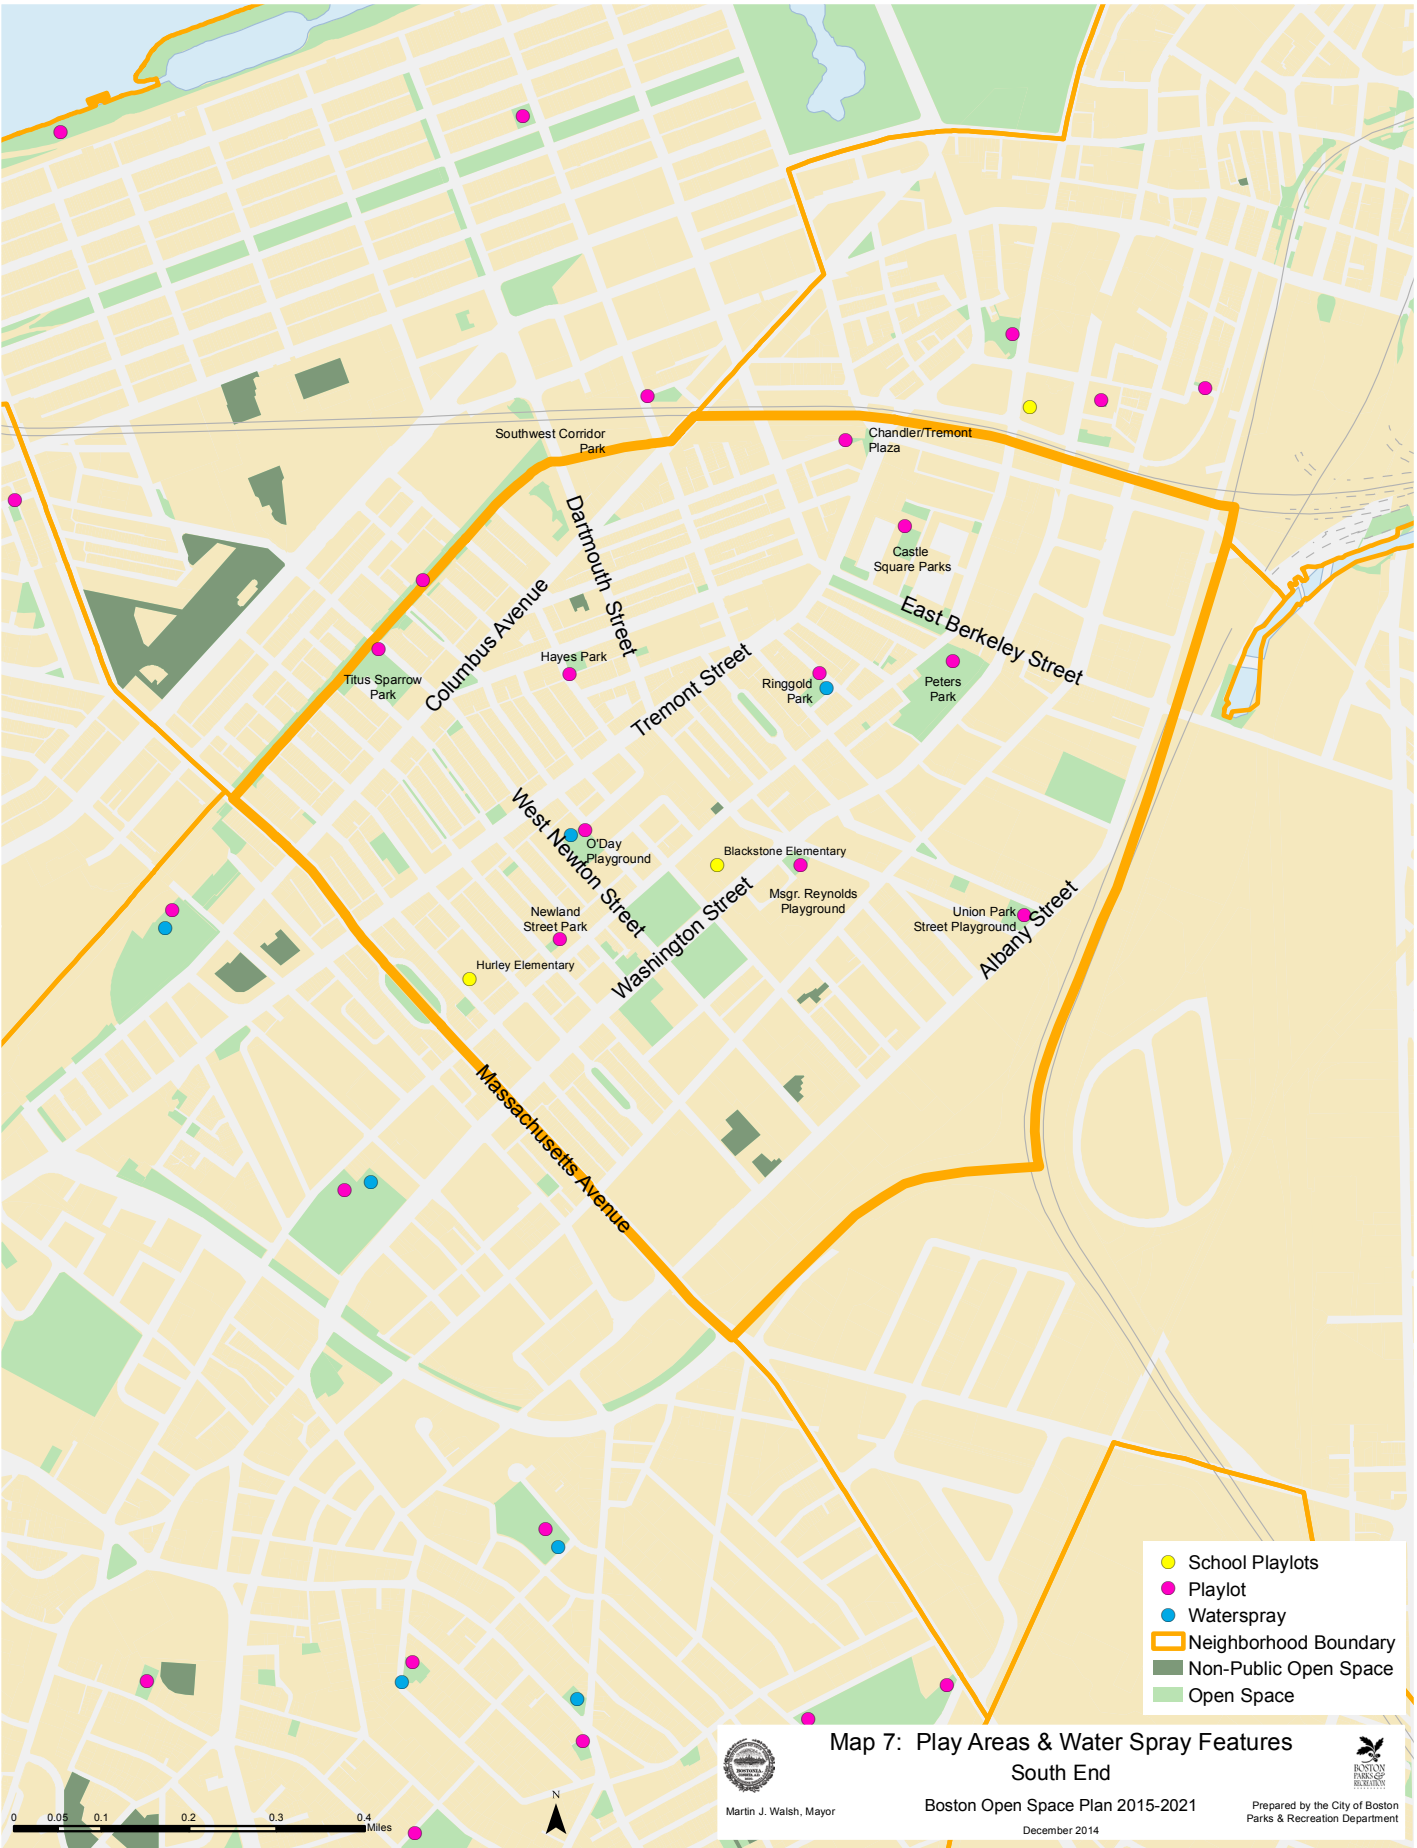 Southwest Corridor
Park
Chandler/Tremont
Plaza
Dartmouth Street
Castle
Square Parks
Columbus Avenue
East Berkeley Street
Hayes Park
Titus Sparrow
Park
Tremont Street
Ringgold
Park
Peters
Park
West Newton Street
O'Day
Playground
Blackstone Elementary
Washington Street
Msgr. Reynolds
Playground
Newland
Street Park
Union Park
Street Playground
Albany Street
Hurley Elementary
Massachusetts Avenue
School Playlots
Playlot
Waterspray
Neighborhood Boundary
Non-Public Open Space
Open Space
Map 7: Play Areas & Water Spray Features
South End
Boston Open Space Plan 2015-2021
December 2014
Martin J. Walsh, Mayor
BOSTON
PARKS &
RECREATION
Prepared by the City of Boston
Parks & Recreation Department
N
0 0.05 0.1 0.2 0.3 0.4
Miles